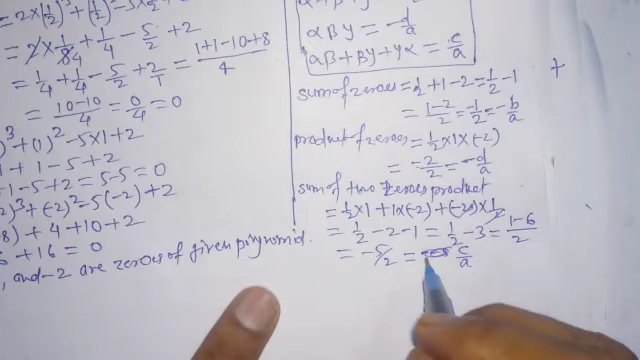 = 2×(1/2)³+(1/2)²-5×1/2+2
= 2×1/84+1/4-5/2+2
= 1/4+1/4-5/2+2/1 = (1+1-10+8)/4
= (10-10)/4 = 0/4 = 0
)³+(1)²-5×1+2
+1-5+2
+1-5+2=5-5=0
)³+(-2)²-5(-2)+2
8)+4+10+2
+16=0
, and -2 are zeroes of given polynomid.
αβγ = -d/a
αβ+βγ+γα = c/a
sum of zeroes = 1/2+1-2 = 1/2-1
+
= (1-2)/2 = -1/2 = -b/a
product of zeroes = 1/2×1×(-2)
= -2/2 = -d/a
sum of two zeroes product
= 1/2×1+1×(-2)+(-2)×1/2
= 1/2-2-1 = 1/2-3 = (1-6)/2
= -5/2 = c/a